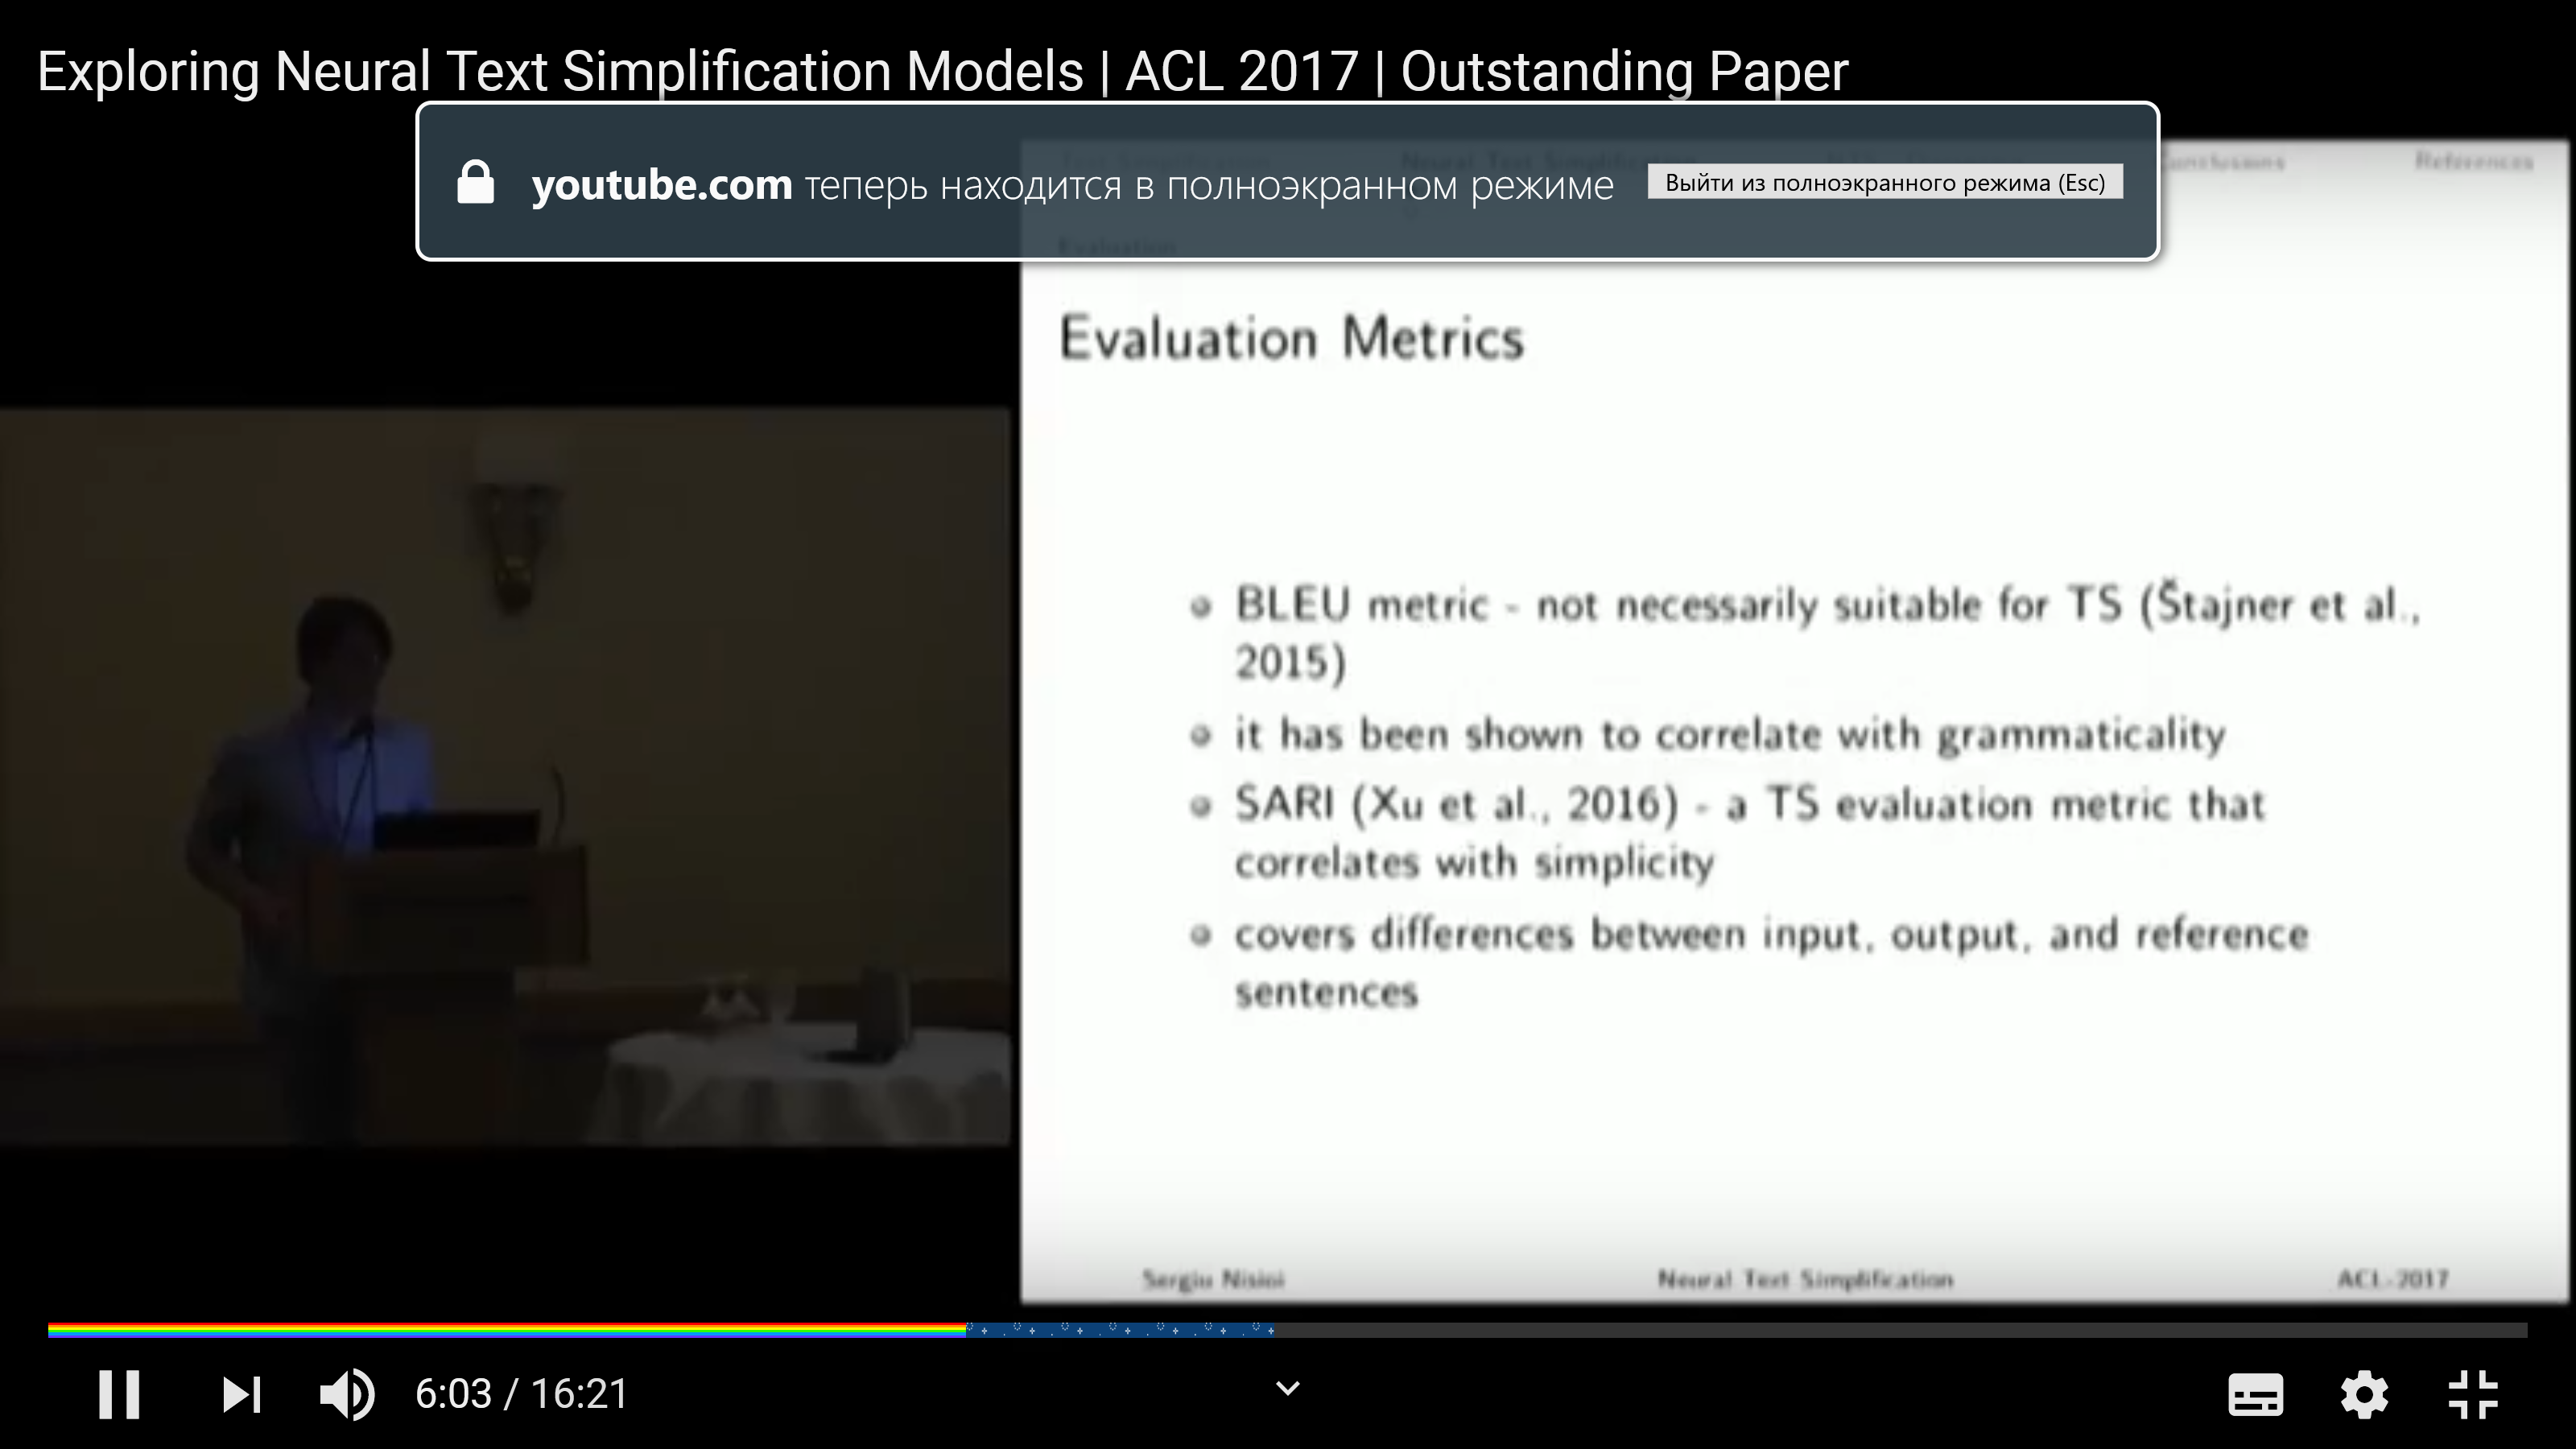 Exploring Neural Text Simplification Models | ACL 2017 | Outstanding Paper
youtube.com теперь находится в полноэкранном режиме
Выйти из полноэкранного режима (Esc)
Neural Text Simplification
Conclusions
References
Evaluation
Evaluation Metrics
BLEU metric - not necessarily suitable for TS (Štajner et al.,
2015)
it has been shown to correlate with grammaticality
SARI (Xu et al., 2016) - a TS evaluation metric that
correlates with simplicity
covers differences between input, output, and reference
sentences
Sergiu Nisioi
Neural Text Simplification
ACL-2017
6:03 / 16:21